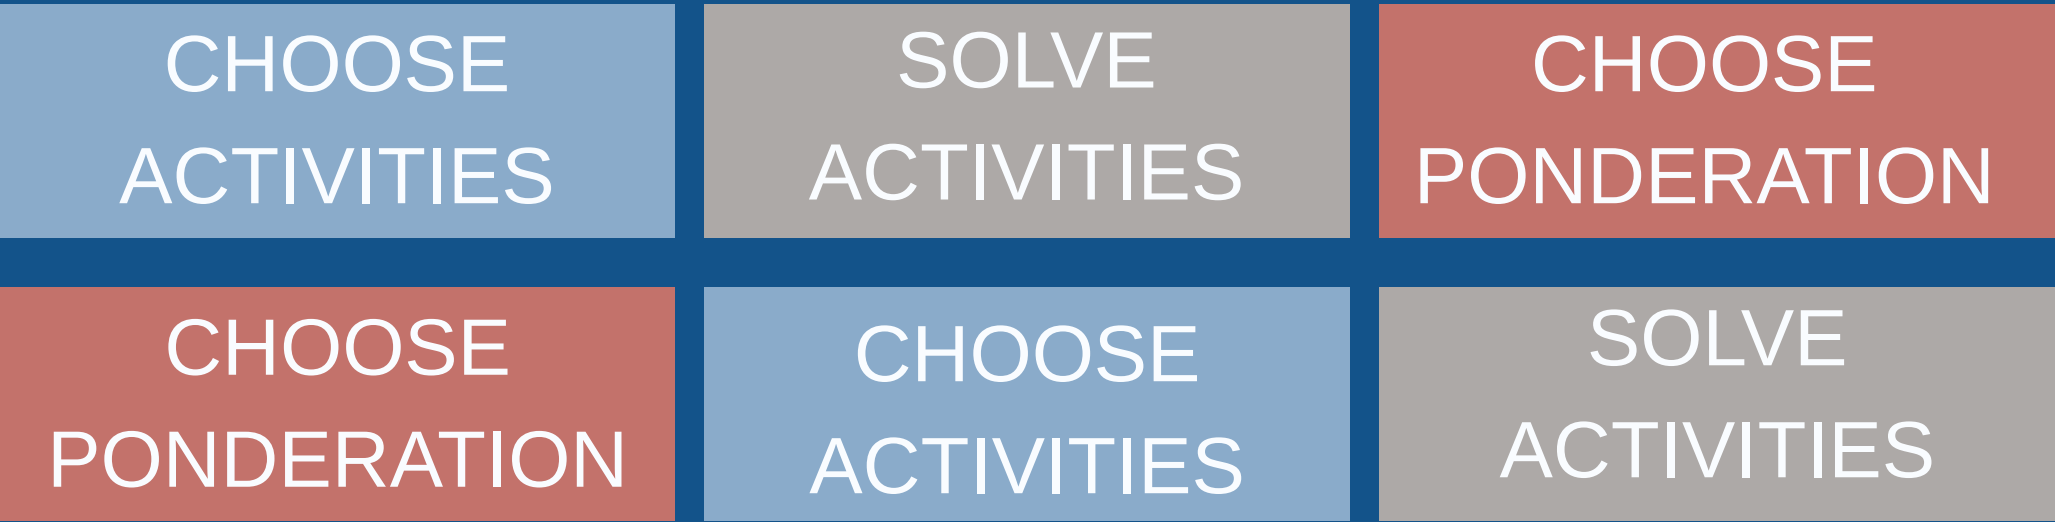 CHOOSE
ACTIVITIES
SOLVE
ACTIVITIES
CHOOSE
PONDERATION
CHOOSE
PONDERATION
CHOOSE
ACTIVITIES
SOLVE
ACTIVITIES